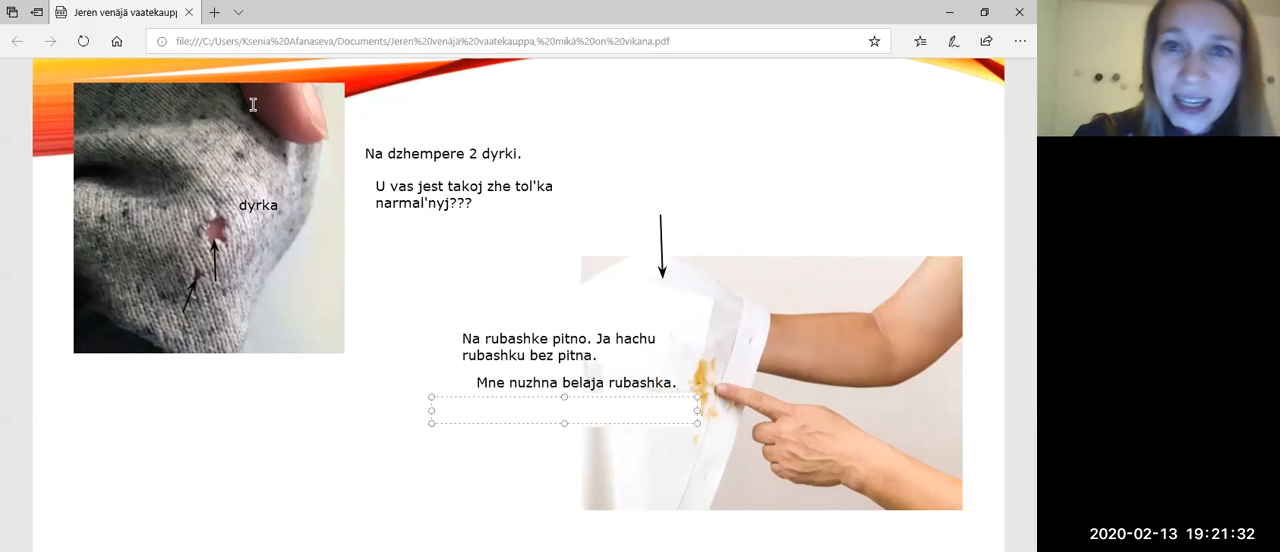 Jeren venäjä vaatekaupp
file:///C:/Users/Ksenia%20Afanaseva/Documents/Jeren%20venäjä%20vaatekauppa,%20mikä%20on%20vikana.pdf
Na dzhempere 2 dyrki.
U vas jest takoj zhe tol'ka
narmal'nyj???
dyrka
Na rubashke pitno. Ja hachu
rubashku bez pitna.
Mne nuzhna belaja rubashka.
2020-02-13 19:21:32